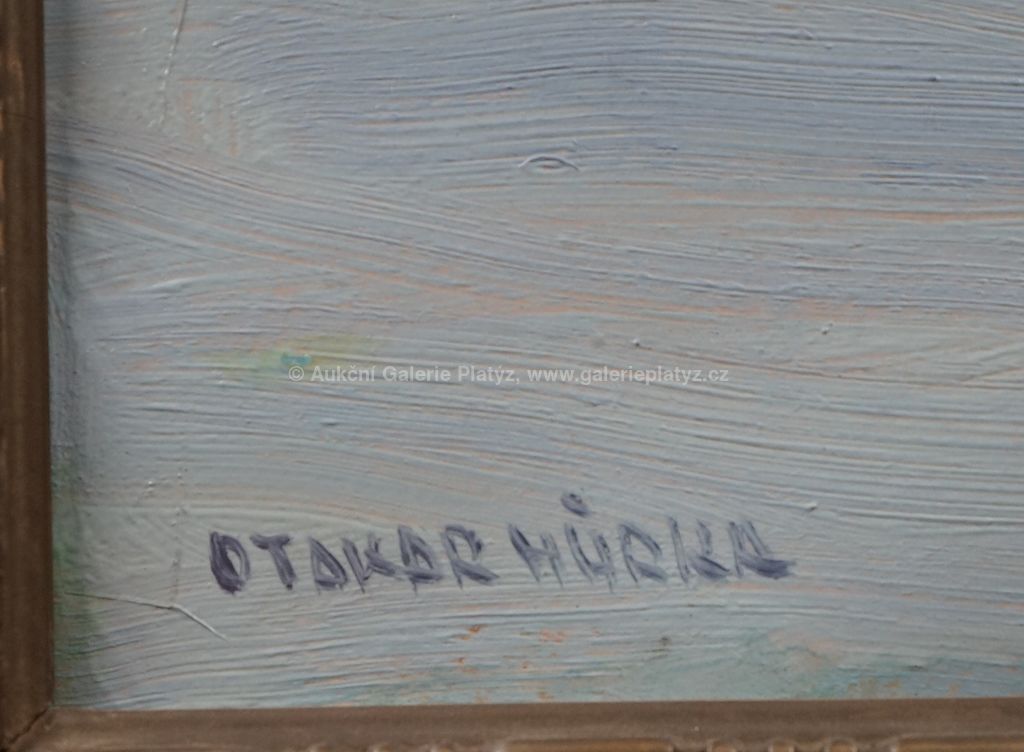 © Aukční Galerie Platýz, www.galerieplatyz.cz
OTAKAR HŮRKA